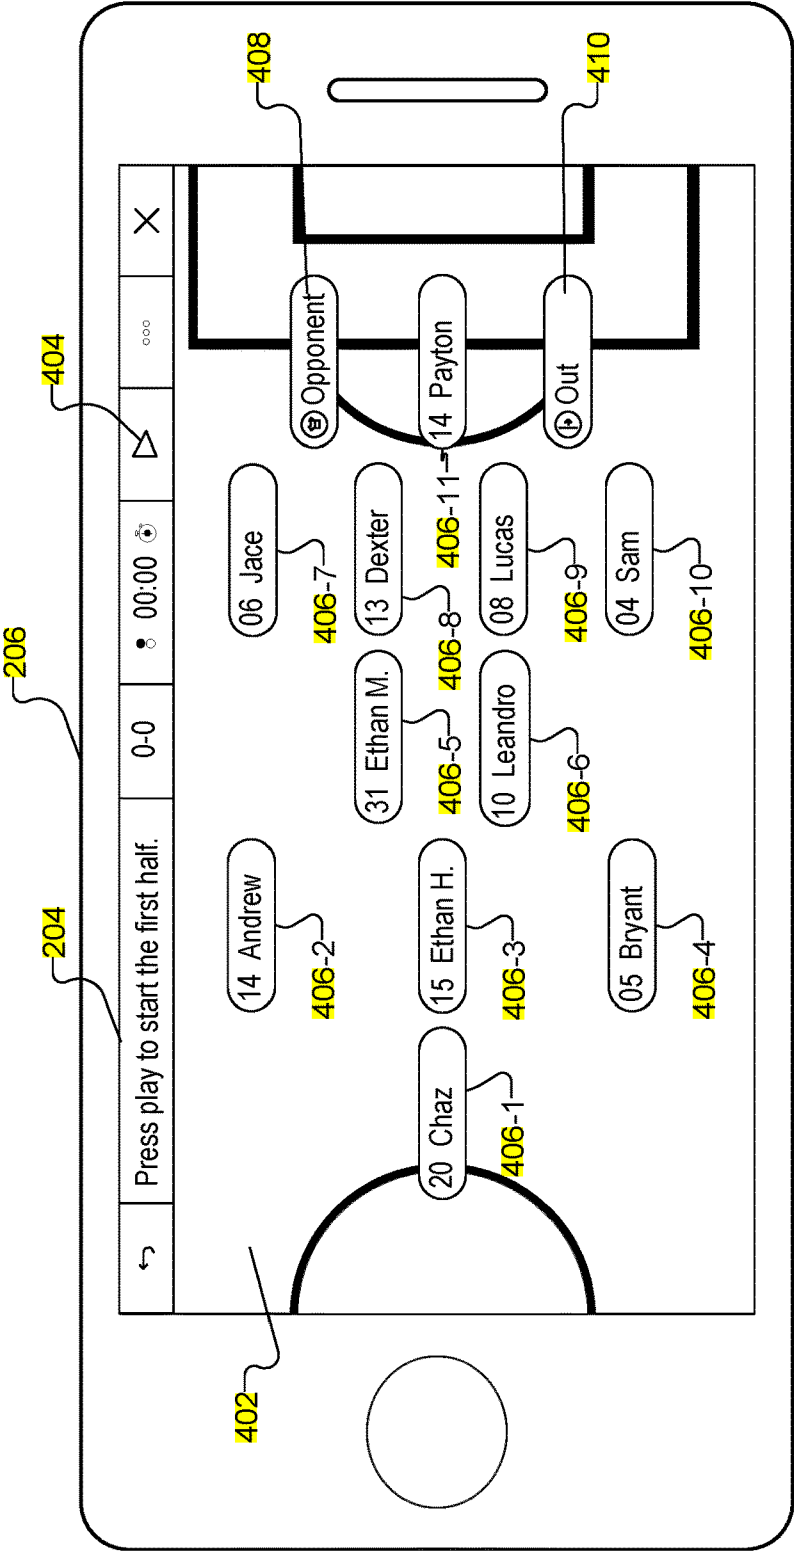 206
204
404
408
410
402
Press play to start the first half.
0-0
00:00
14 Andrew
406-2
06 Jace
406-7
Opponent
31 Ethan M.
406-5
13 Dexter
406-8
20 Chaz
406-1
15 Ethan H.
406-3
14 Payton
406-11
10 Leandro
406-6
08 Lucas
406-9
Out
05 Bryant
406-4
04 Sam
406-10